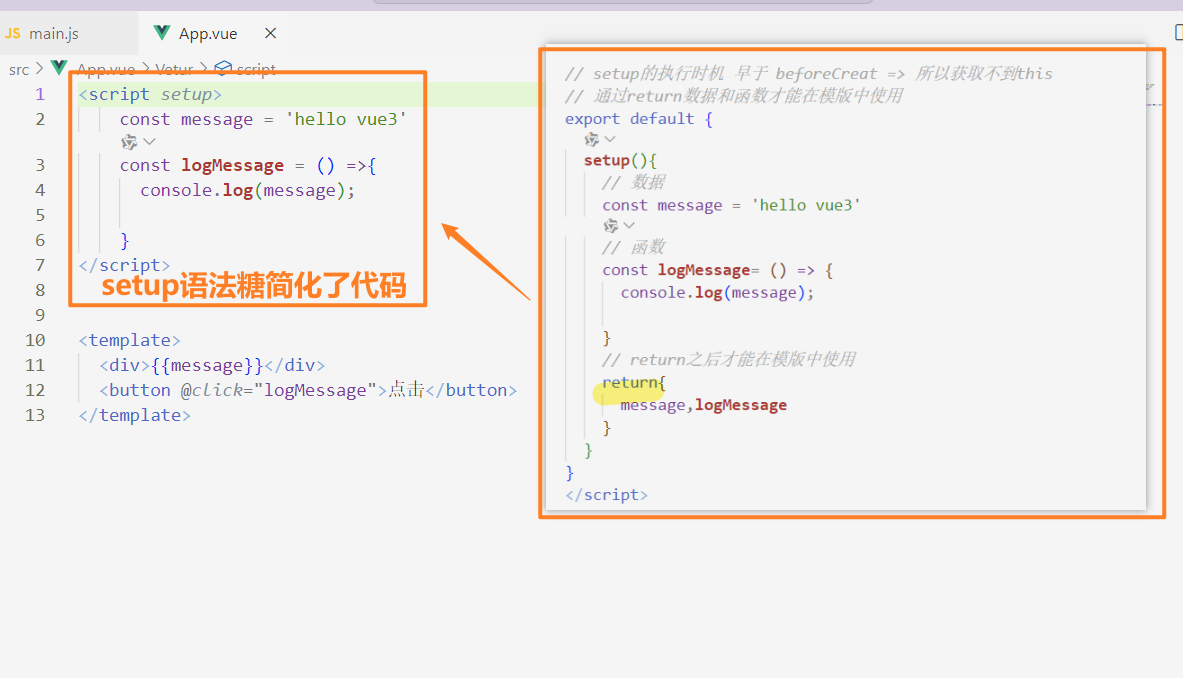 JS main.js
App.vue
src > App.vue > Vetur > script
1 <script setup>
2 const message = 'hello vue3'
3 const logMessage = () =>{
4 console.log(message);
5
6 }
7 </script>
setup语法糖简化了代码
8
9
10 <template>
11 <div>{{message}}</div>
12 <button @click="logMessage">点击</button>
13 </template>
// setup的执行时机 早于 beforeCreat => 所以获取不到this
// 通过return数据和函数才能在模版中使用
export default {
setup(){
// 数据
const message = 'hello vue3'
// 函数
const logMessage= () => {
console.log(message);
}
// return之后才能在模版中使用
return{
message,logMessage
}
}
}
</script>